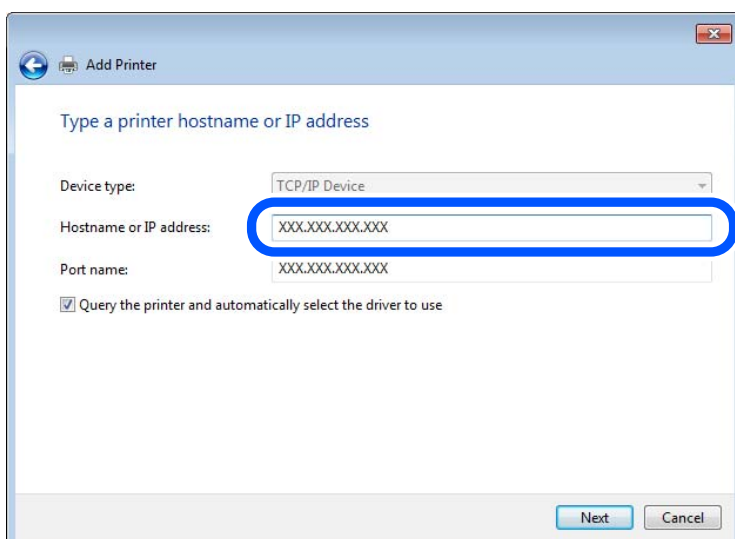 Add Printer
Type a printer hostname or IP address
Device type: TCP/IP Device
Hostname or IP address: XXX.XXX.XXX.XXX
Port name: XXX.XXX.XXX.XXX
Query the printer and automatically select the driver to use
Next Cancel